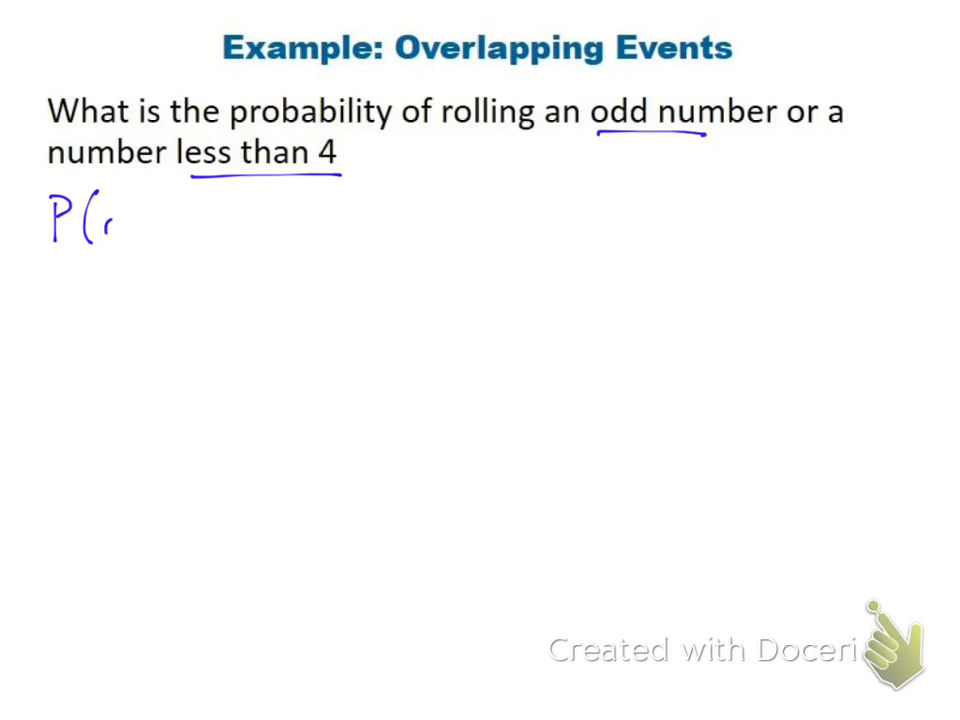 Example: Overlapping Events
What is the probability of rolling an odd number or a
number less than 4
P(
Created with Doceri